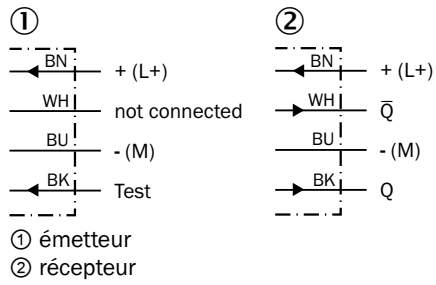 ① ②
BN + (L+) BN + (L+)
WH not connected WH Q̅
BU - (M) BU - (M)
BK Test BK Q
① émetteur
② récepteur